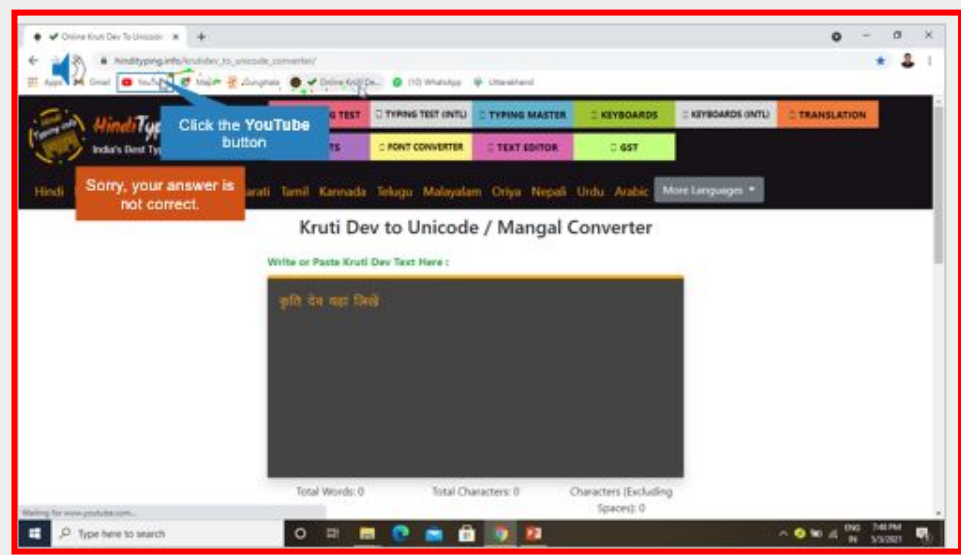 Online Kruti Dev To Unicode
hindityping.info/krutidev_to_unicode_converter/
Apps Gmail YouTube Maps Online Kruti De... (10) WhatsApp Uttarakhand
TYPING TEST (INTL) TYPING MASTER KEYBOARDS KEYBOARDS (INTL) TRANSLATION
FONT CONVERTER TEXT EDITOR GST
India's Best
Click the YouTube
button
Hindi Tamil Kannada Telugu Malayalam Oriya Nepali Urdu Arabic More Languages
Sorry, your answer is
not correct.
Kruti Dev to Unicode / Mangal Converter
Write or Paste Kruti Dev Text Here :
कृति देव यहा लिखें
Total Words: 0 Total Characters: 0 Characters (Excluding
Spaces): 0
Waiting for www.youtube.com...
Type here to search
ENG 7:48 PM
IN 5/3/2021